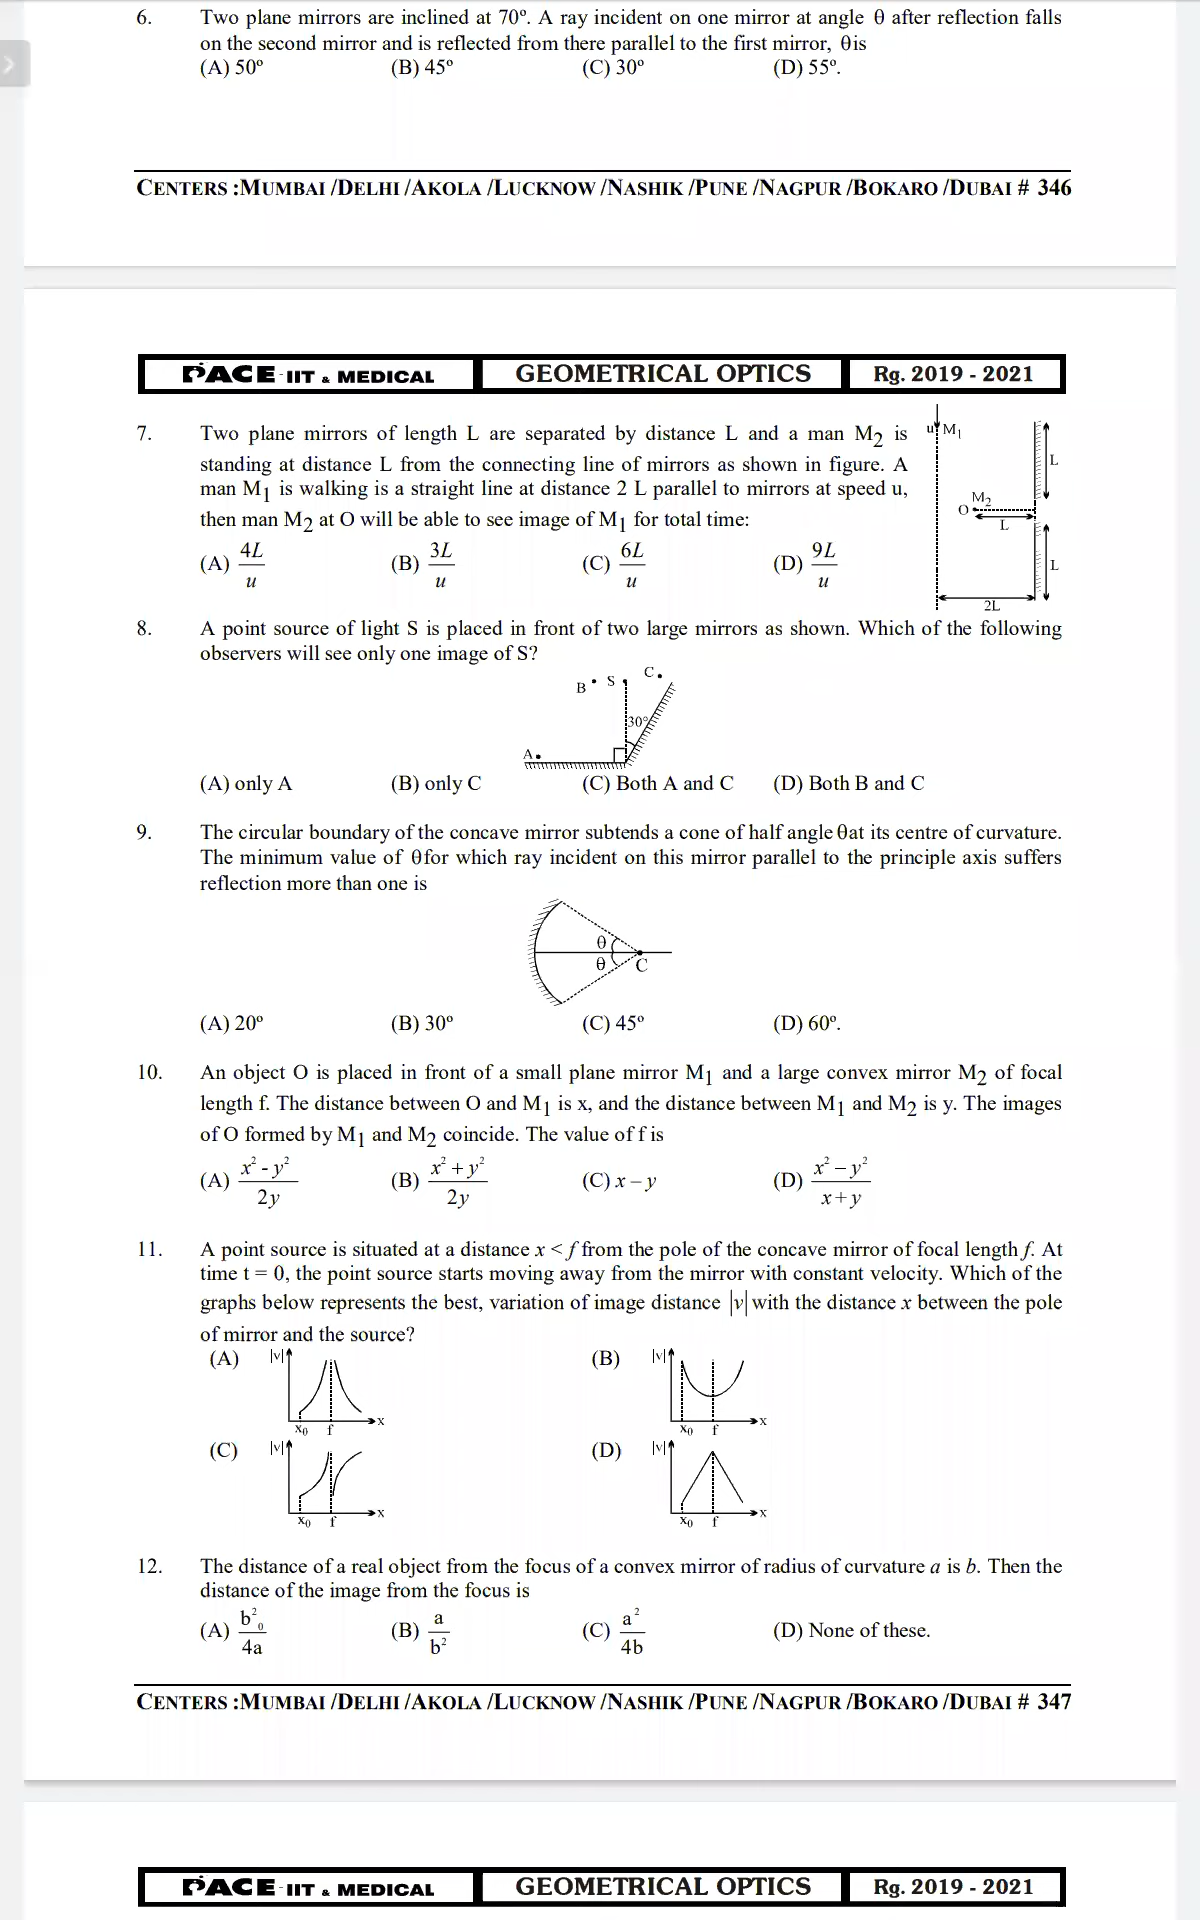 6. Two plane mirrors are inclined at 70º. A ray incident on one mirror at angle θ after reflection falls
on the second mirror and is reflected from there parallel to the first mirror, θis
(A) 50º (B) 45º (C) 30º (D) 55º.
CENTERS :MUMBAI /DELHI /AKOLA /LUCKNOW /NASHIK /PUNE /NAGPUR /BOKARO /DUBAI # 346
PACE-IIT & MEDICAL GEOMETRICAL OPTICS Rg. 2019 - 2021
7. Two plane mirrors of length L are separated by distance L and a man M₂ is
standing at distance L from the connecting line of mirrors as shown in figure. A
man M₁ is walking is a straight line at distance 2 L parallel to mirrors at speed u,
then man M₂ at O will be able to see image of M₁ for total time:
(A) 4L/u (B) 3L/u (C) 6L/u (D) 9L/u
u M₁
L
M₂
O
L
L
2L
8. A point source of light S is placed in front of two large mirrors as shown. Which of the following
observers will see only one image of S?
B S C
30°
A
(A) only A (B) only C (C) Both A and C (D) Both B and C
9. The circular boundary of the concave mirror subtends a cone of half angle θat its centre of curvature.
The minimum value of θfor which ray incident on this mirror parallel to the principle axis suffers
reflection more than one is
θ
θ C
(A) 20º (B) 30º (C) 45º (D) 60º.
10. An object O is placed in front of a small plane mirror M₁ and a large convex mirror M₂ of focal
length f. The distance between O and M₁ is x, and the distance between M₁ and M₂ is y. The images
of O formed by M₁ and M₂ coincide. The value of f is
(A) x² - y²/2y (B) x² + y²/2y (C) x – y (D) x² – y²/x + y
11. A point source is situated at a distance x < f from the pole of the concave mirror of focal length f. At
time t = 0, the point source starts moving away from the mirror with constant velocity. Which of the
graphs below represents the best, variation of image distance |v| with the distance x between the pole
of mirror and the source?
(A) |v| x₀ f x (B) |v| x₀ f x
(C) |v| x₀ f x (D) |v| x₀ f x
12. The distance of a real object from the focus of a convex mirror of radius of curvature a is b. Then the
distance of the image from the focus is
(A) b²₀/4a (B) a/b² (C) a²/4b (D) None of these.
CENTERS :MUMBAI /DELHI /AKOLA /LUCKNOW /NASHIK /PUNE /NAGPUR /BOKARO /DUBAI # 347
PACE-IIT & MEDICAL GEOMETRICAL OPTICS Rg. 2019 - 2021